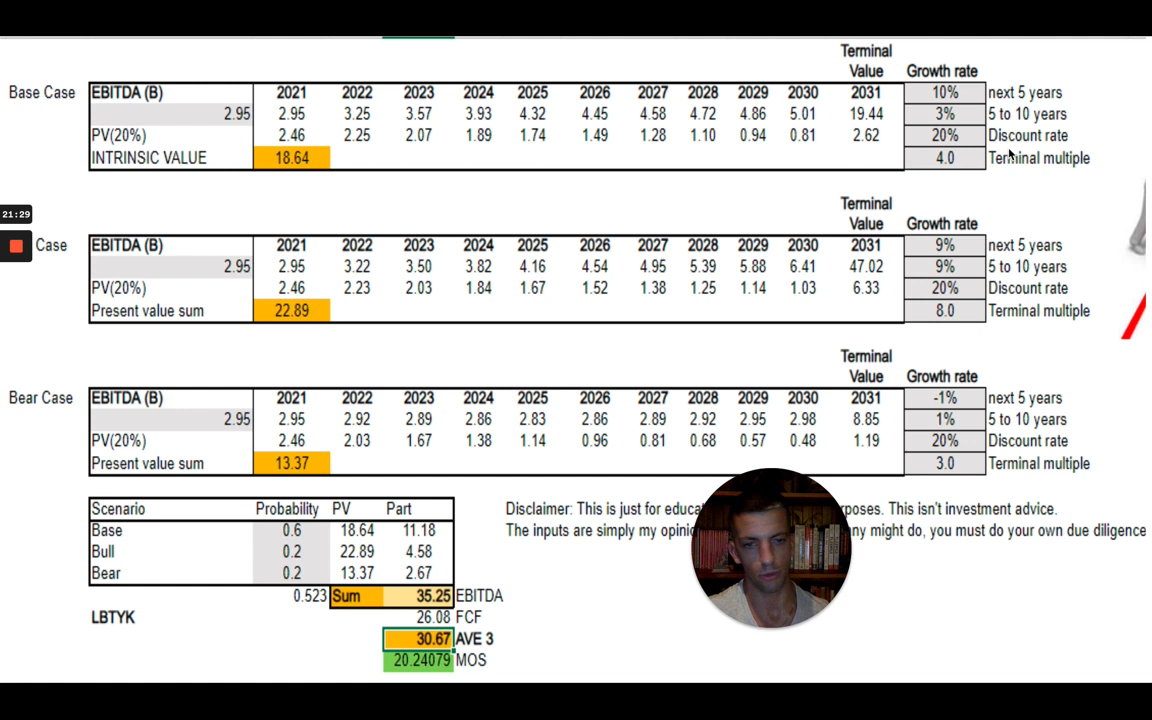 Terminal
Value Growth rate
Base Case EBITDA (B) 2021 2022 2023 2024 2025 2026 2027 2028 2029 2030 2031 10% next 5 years
2.95 2.95 3.25 3.57 3.93 4.32 4.45 4.58 4.72 4.86 5.01 19.44 3% 5 to 10 years
PV(20%) 2.46 2.25 2.07 1.89 1.74 1.49 1.28 1.10 0.94 0.81 2.62 20% Discount rate
INTRINSIC VALUE 18.64 4.0 Terminal multiple
Terminal
Value Growth rate
21:29
Case EBITDA (B) 2021 2022 2023 2024 2025 2026 2027 2028 2029 2030 2031 9% next 5 years
2.95 2.95 3.22 3.50 3.82 4.16 4.54 4.95 5.39 5.88 6.41 47.02 9% 5 to 10 years
PV(20%) 2.46 2.23 2.03 1.84 1.67 1.52 1.38 1.25 1.14 1.03 6.33 20% Discount rate
Present value sum 22.89 8.0 Terminal multiple
Terminal
Value Growth rate
Bear Case EBITDA (B) 2021 2022 2023 2024 2025 2026 2027 2028 2029 2030 2031 -1% next 5 years
2.95 2.95 2.92 2.89 2.86 2.83 2.86 2.89 2.92 2.95 2.98 8.85 1% 5 to 10 years
PV(20%) 2.46 2.03 1.67 1.38 1.14 0.96 0.81 0.68 0.57 0.48 1.19 20% Discount rate
Present value sum 13.37 3.0 Terminal multiple
Scenario Probability PV Part Disclaimer: This is just for educa rposes. This isn't investment advice.
Base 0.6 18.64 11.18 The inputs are simply my opinio any might do, you must do your own due diligence
Bull 0.2 22.89 4.58
Bear 0.2 13.37 2.67
0.523 Sum 35.25 EBITDA
LBTYK 26.08 FCF
30.67 AVE 3
20.24079 MOS